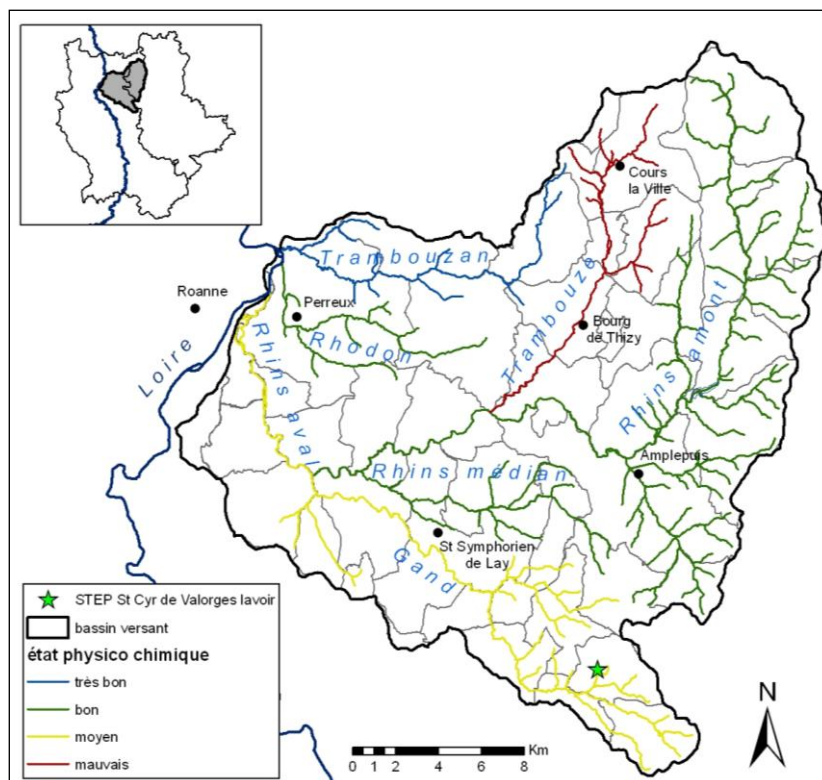 Cours
la Ville
Trambouzan
Roanne
Perreux
Trambouze
Bourg
de Thizy
Loire
Rhodon
Rhins amont
Rhins aval
Amplepuis
Rhins médian
St Symphorien
de Lay
Gand
STEP St Cyr de Valorges lavoir
bassin versant
état physico chimique
très bon
bon
moyen
mauvais
N
Km
0 1 2 4 6 8